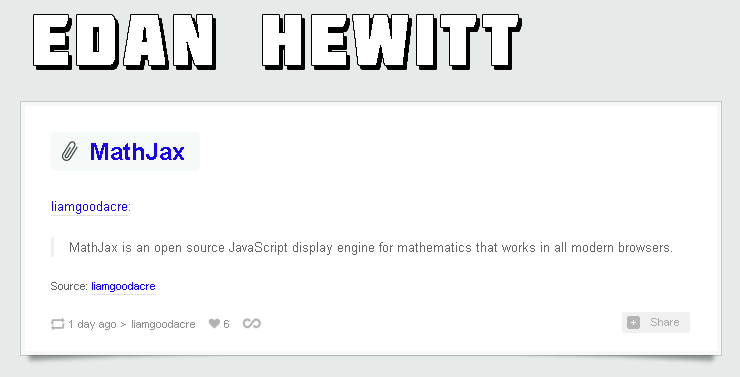 EDAN HEWITT
MathJax
liamgoodacre:
MathJax is an open source JavaScript display engine for mathematics that works in all modern browsers.
Source: liamgoodacre
1 day ago > liamgoodacre 6
Share